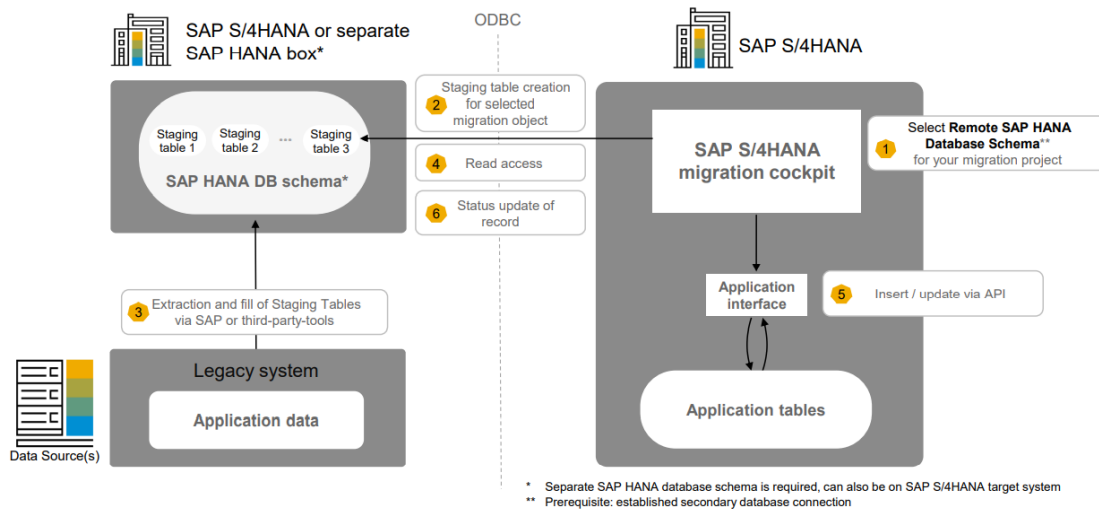 SAP S/4HANA or separate
SAP HANA box*
ODBC
SAP S/4HANA
Staging
table 1
Staging
table 2
...
Staging
table 3
SAP HANA DB schema*
2
Staging table creation
for selected
migration object
4
Read access
6
Status update of
record
SAP S/4HANA
migration cockpit
1
Select Remote SAP HANA
Database Schema**
for your migration project
3
Extraction and fill of Staging Tables
via SAP or third-party-tools
Application
interface
5
Insert / update via API
Legacy system
Application data
Data Source(s)
Application tables
* Separate SAP HANA database schema is required, can also be on SAP S/4HANA target system
** Prerequisite: established secondary database connection